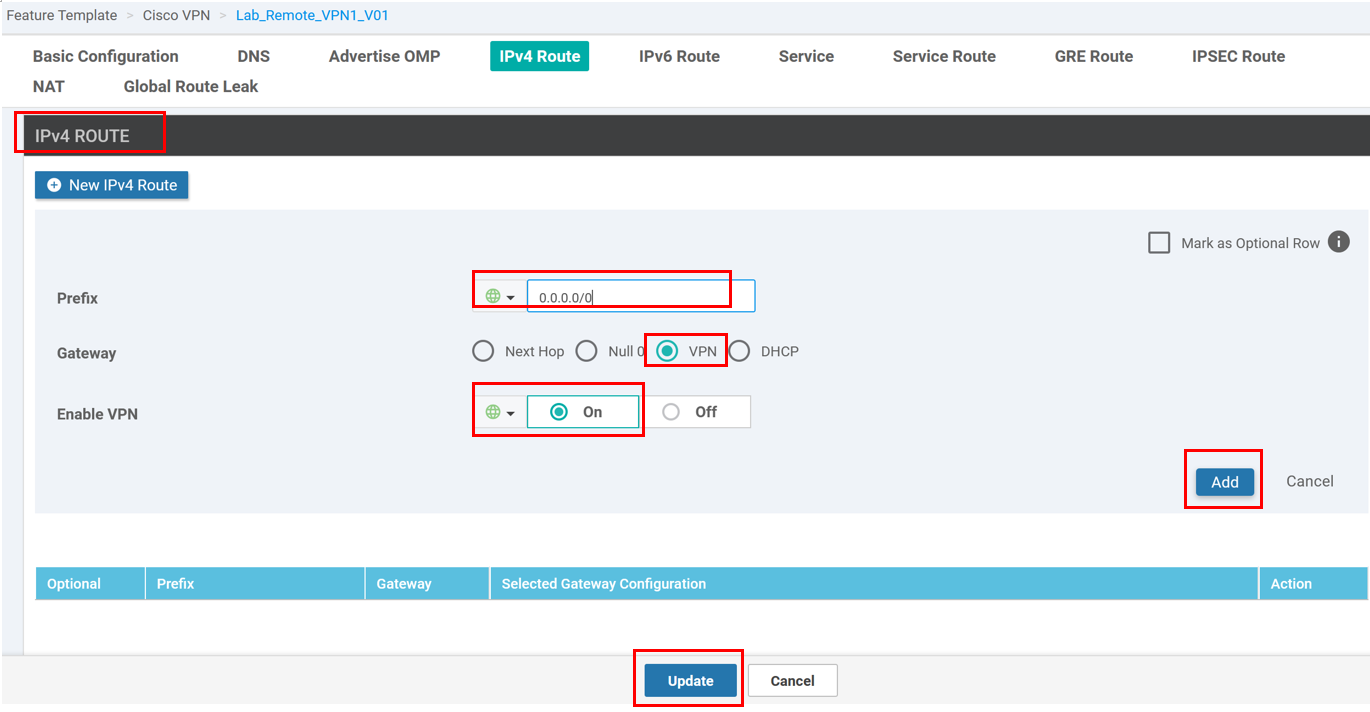 Feature Template > Cisco VPN > Lab_Remote_VPN1_V01
Basic Configuration DNS Advertise OMP IPv4 Route IPv6 Route Service Service Route GRE Route IPSEC Route
NAT Global Route Leak
IPv4 ROUTE
New IPv4 Route
Mark as Optional Row
Prefix 0.0.0.0/0
Gateway Next Hop Null 0 VPN DHCP
Enable VPN On Off
Add Cancel
Optional Prefix Gateway Selected Gateway Configuration Action
Update Cancel